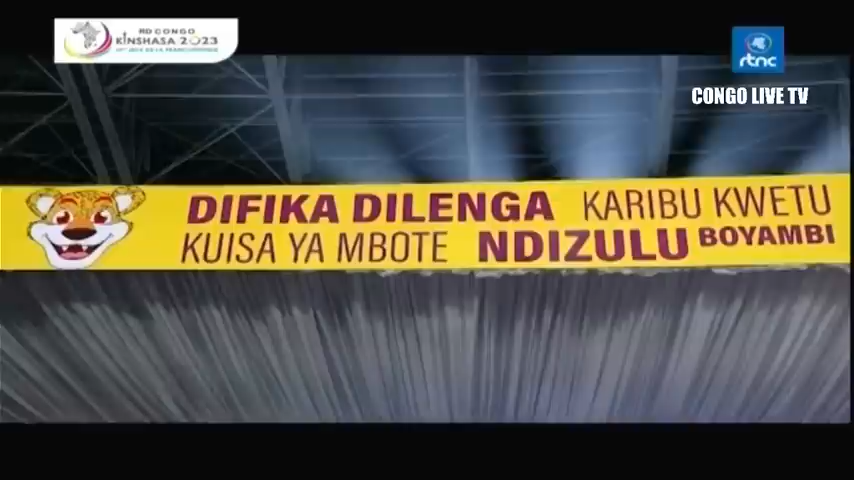 RD CONGO
KINSHASA 2023
rtnc
CONGO LIVE TV
DIFIKA DILENGA KARIBU KWETU
KUISA YA MBOTE NDIZULU BOYAMBI